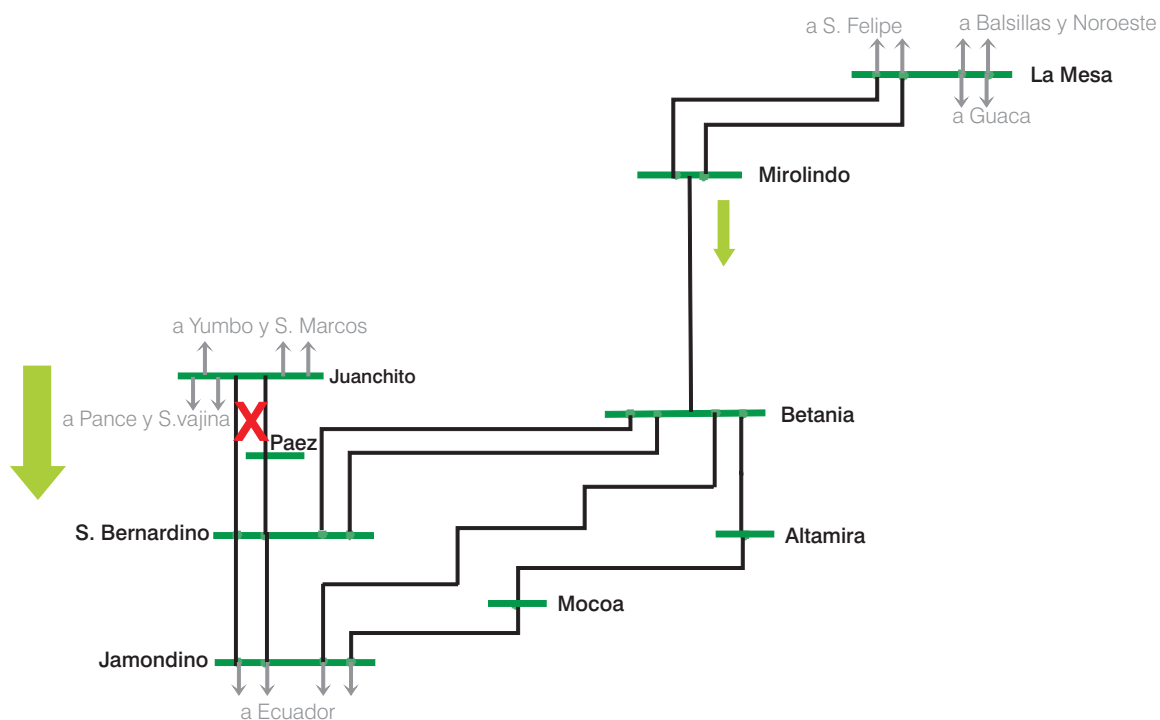 a S. Felipe
a Balsillas y Noroeste
La Mesa
a Guaca
Mirolindo
a Yumbo y S. Marcos
Juanchito
a Pance y S.vajina
X
Paez
Betania
S. Bernardino
Altamira
Mocoa
Jamondino
a Ecuador